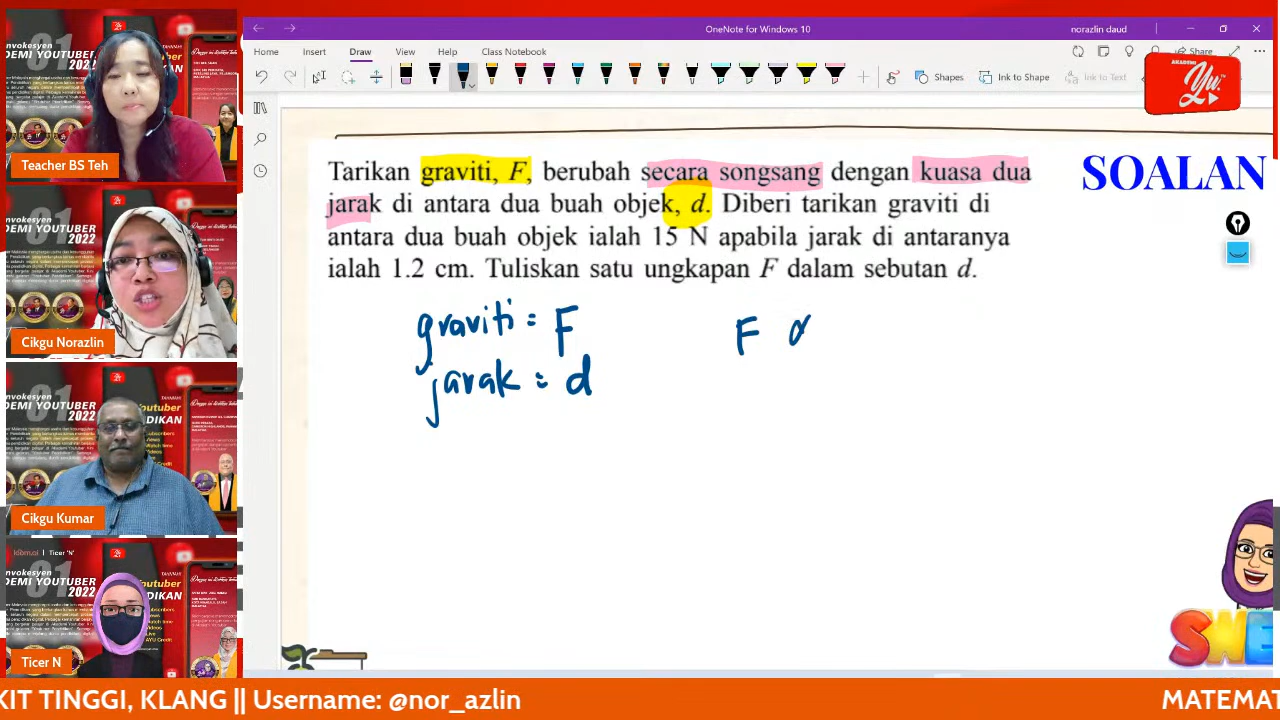 OneNote for Windows 10
norazlin daud
Home Insert Draw View Help Class Notebook
Share
Shapes
Ink to Shape
Ink to Text
AKADEMI
Yu
SOALAN
Tarikan graviti, F, berubah secara songsang dengan kuasa dua
jarak di antara dua buah objek, d. Diberi tarikan graviti di
antara dua buah objek ialah 15 N apabila jarak di antaranya
ialah 1.2 cm. Tuliskan satu ungkapan F dalam sebutan d.
graviti = F
jarak = d
F ∝
Teacher BS Teh
Cikgu Norazlin
Cikgu Kumar
Ticer 'N'
Ticer N
KIT TINGGI, KLANG || Username: @nor_azlin
MATEMAT